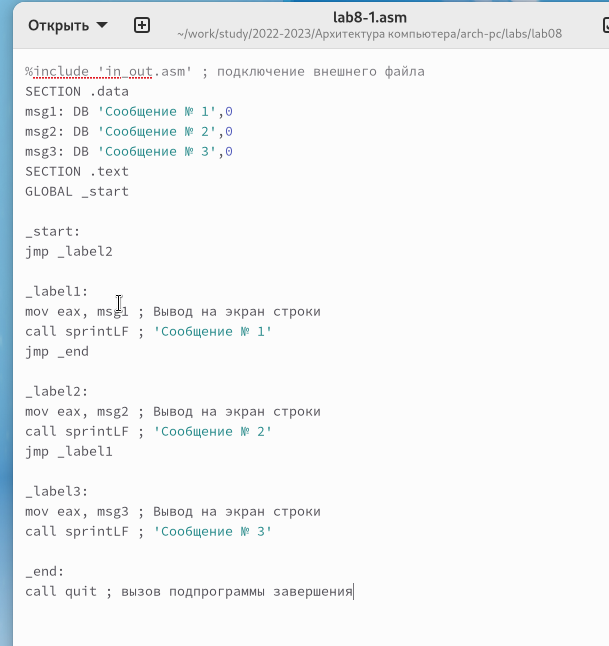 Открыть
lab8-1.asm
~/work/study/2022-2023/Архитектура компьютера/arch-pc/labs/lab08
%include 'in_out.asm' ; подключение внешнего файла
SECTION .data
msg1: DB 'Сообщение № 1',0
msg2: DB 'Сообщение № 2',0
msg3: DB 'Сообщение № 3',0
SECTION .text
GLOBAL _start
_start:
jmp _label2
_label1:
mov eax, msg1 ; Вывод на экран строки
call sprintLF ; 'Сообщение № 1'
jmp _end
_label2:
mov eax, msg2 ; Вывод на экран строки
call sprintLF ; 'Сообщение № 2'
jmp _label1
_label3:
mov eax, msg3 ; Вывод на экран строки
call sprintLF ; 'Сообщение № 3'
_end:
call quit ; вызов подпрограммы завершения